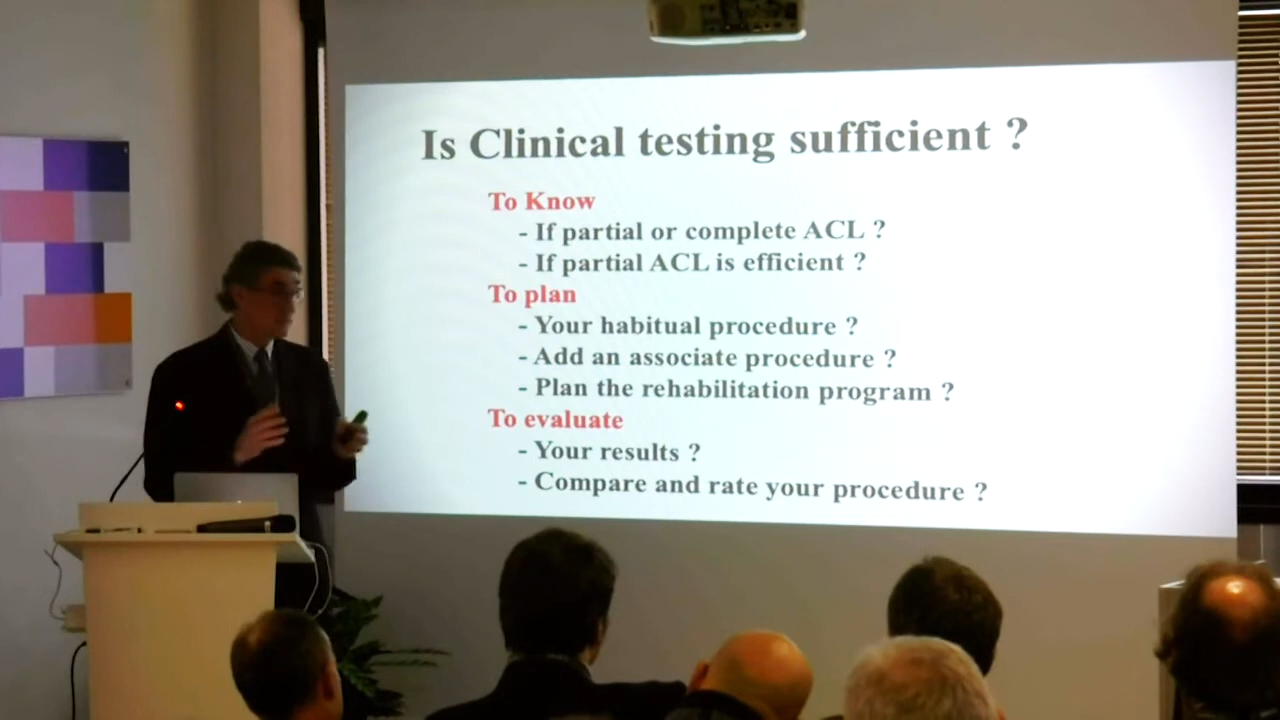 Is Clinical testing sufficient ?
To Know
- If partial or complete ACL ?
- If partial ACL is efficient ?
To plan
- Your habitual procedure ?
- Add an associate procedure ?
- Plan the rehabilitation program ?
To evaluate
- Your results ?
- Compare and rate your procedure ?